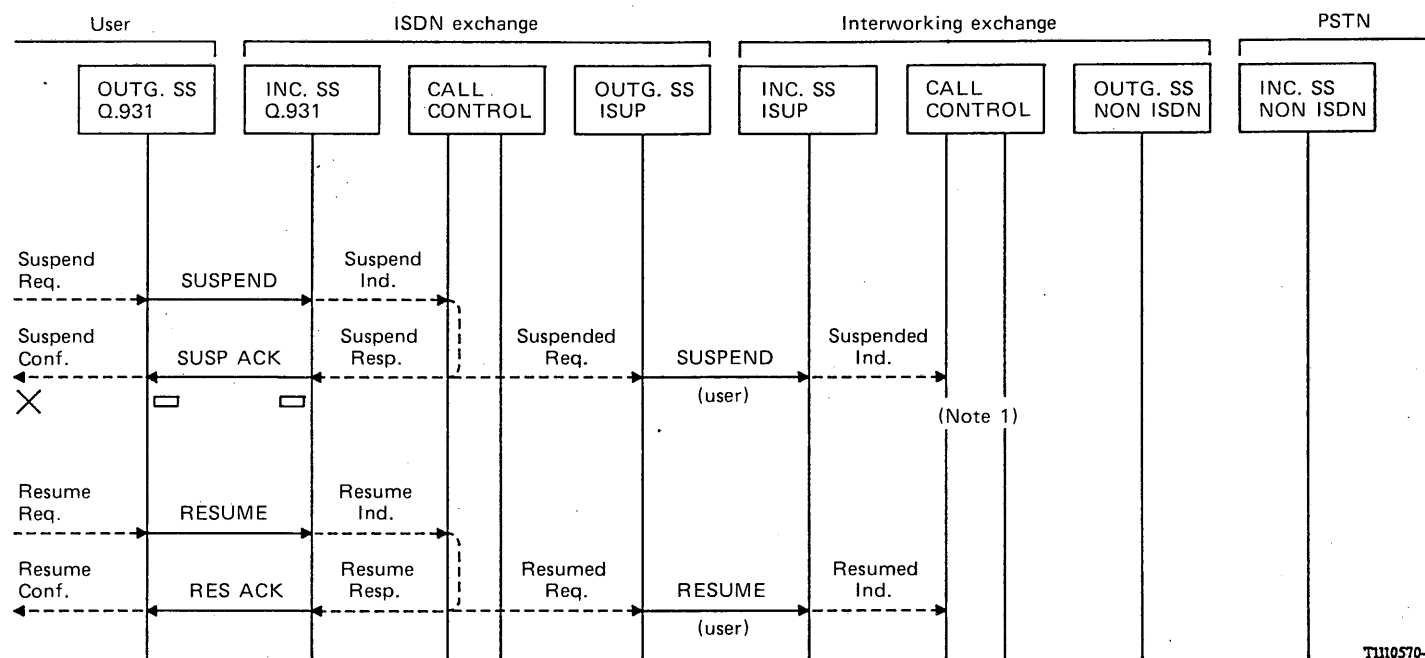 User
ISDN exchange
Interworking exchange
PSTN
OUTG. SS
Q.931
INC. SS
Q.931
CALL
CONTROL
OUTG. SS
ISUP
INC. SS
ISUP
CALL
CONTROL
OUTG. SS
NON ISDN
INC. SS
NON ISDN
Suspend
Req.
SUSPEND
Suspend
Ind.
Suspend
Conf.
SUSP ACK
Suspend
Resp.
Suspended
Req.
SUSPEND
(user)
Suspended
Ind.
(Note 1)
Resume
Req.
RESUME
Resume
Ind.
Resume
Conf.
RES ACK
Resume
Resp.
Resumed
Req.
RESUME
(user)
Resumed
Ind.
T1110570-